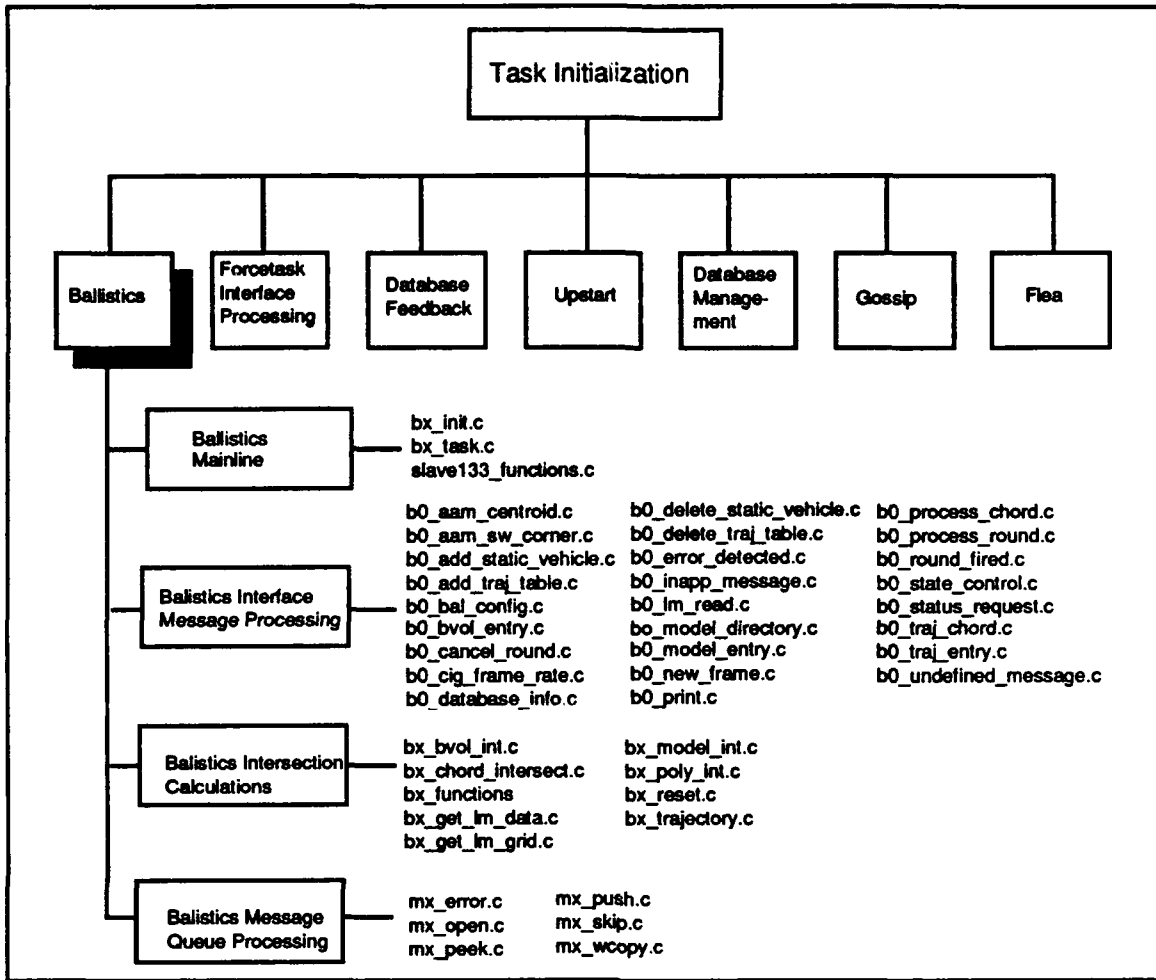 Task Initialization
Ballistics
Forcetask
Interface
Processing
Database
Feedback
Upstart
Database
Manage-
ment
Gossip
Flea
Ballistics
Mainline
bx_init.c
bx_task.c
slave133_functions.c
Balistics Interface
Message Processing
b0_aam_centroid.c
b0_aam_sw_corner.c
b0_add_static_vehicle.c
b0_add_traj_table.c
b0_bal_config.c
b0_bvol_entry.c
b0_cancel_round.c
b0_cig_frame_rate.c
b0_database_info.c
b0_delete_static_vehicle.c
b0_delete_traj_table.c
b0_error_detected.c
b0_inapp_message.c
b0_lm_read.c
bo_model_directory.c
b0_model_entry.c
b0_new_frame.c
b0_print.c
b0_process_chord.c
b0_process_round.c
b0_round_fired.c
b0_state_control.c
b0_status_request.c
b0_traj_chord.c
b0_traj_entry.c
b0_undefined_message.c
Balistics Intersection
Calculations
bx_bvol_int.c
bx_chord_intersect.c
bx_functions
bx_get_lm_data.c
bx_get_lm_grid.c
bx_model_int.c
bx_poly_int.c
bx_reset.c
bx_trajectory.c
Balistics Message
Queue Processing
mx_error.c
mx_open.c
mx_peek.c
mx_push.c
mx_skip.c
mx_wcopy.c